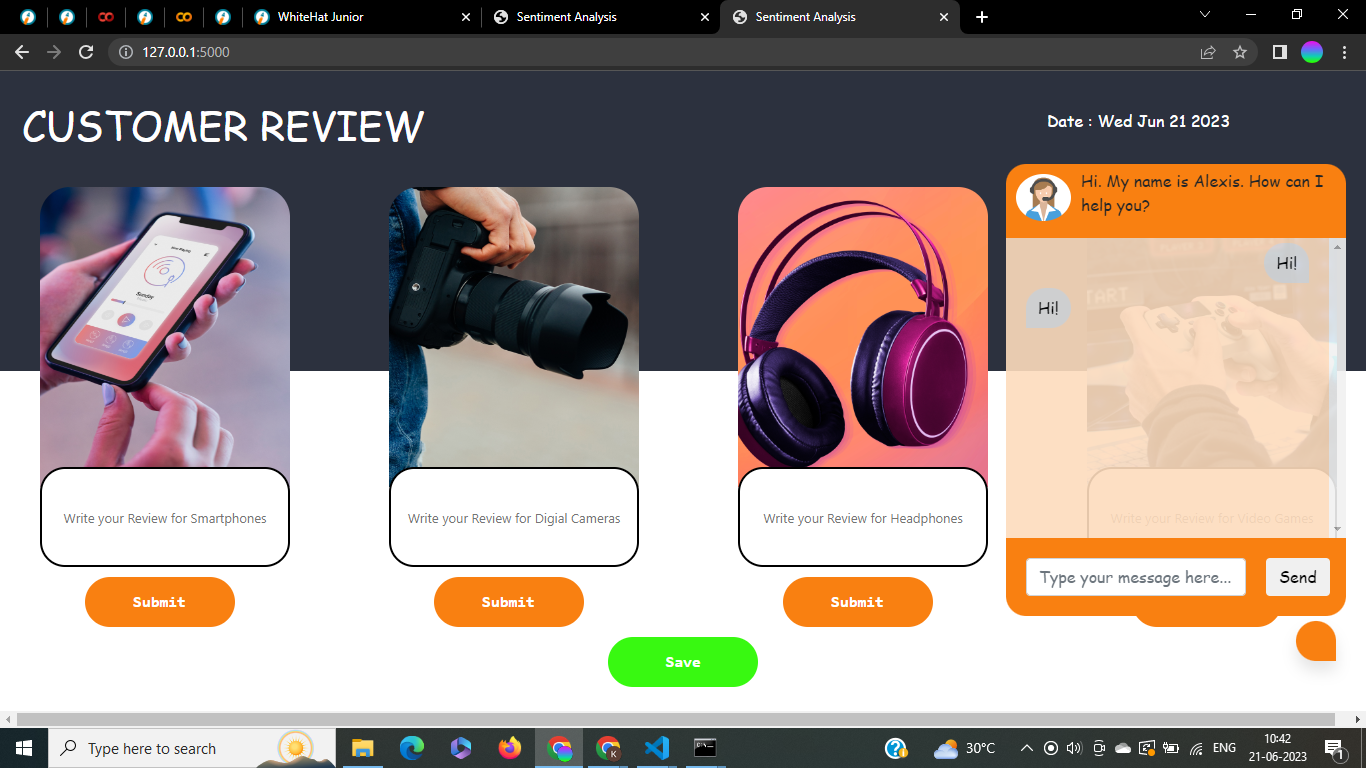 WhiteHat Junior
Sentiment Analysis
Sentiment Analysis
127.0.0.1:5000
CUSTOMER REVIEW
Date : Wed Jun 21 2023
Hi. My name is Alexis. How can I
help you?
Hi!
Hi!
Sunday
Write your Review for Smartphones
Write your Review for Digial Cameras
Write your Review for Headphones
Write your Review for Video Games
Type your message here...
Send
Submit
Submit
Submit
Save
Type here to search
30°C
ENG
10:42
21-06-2023
1